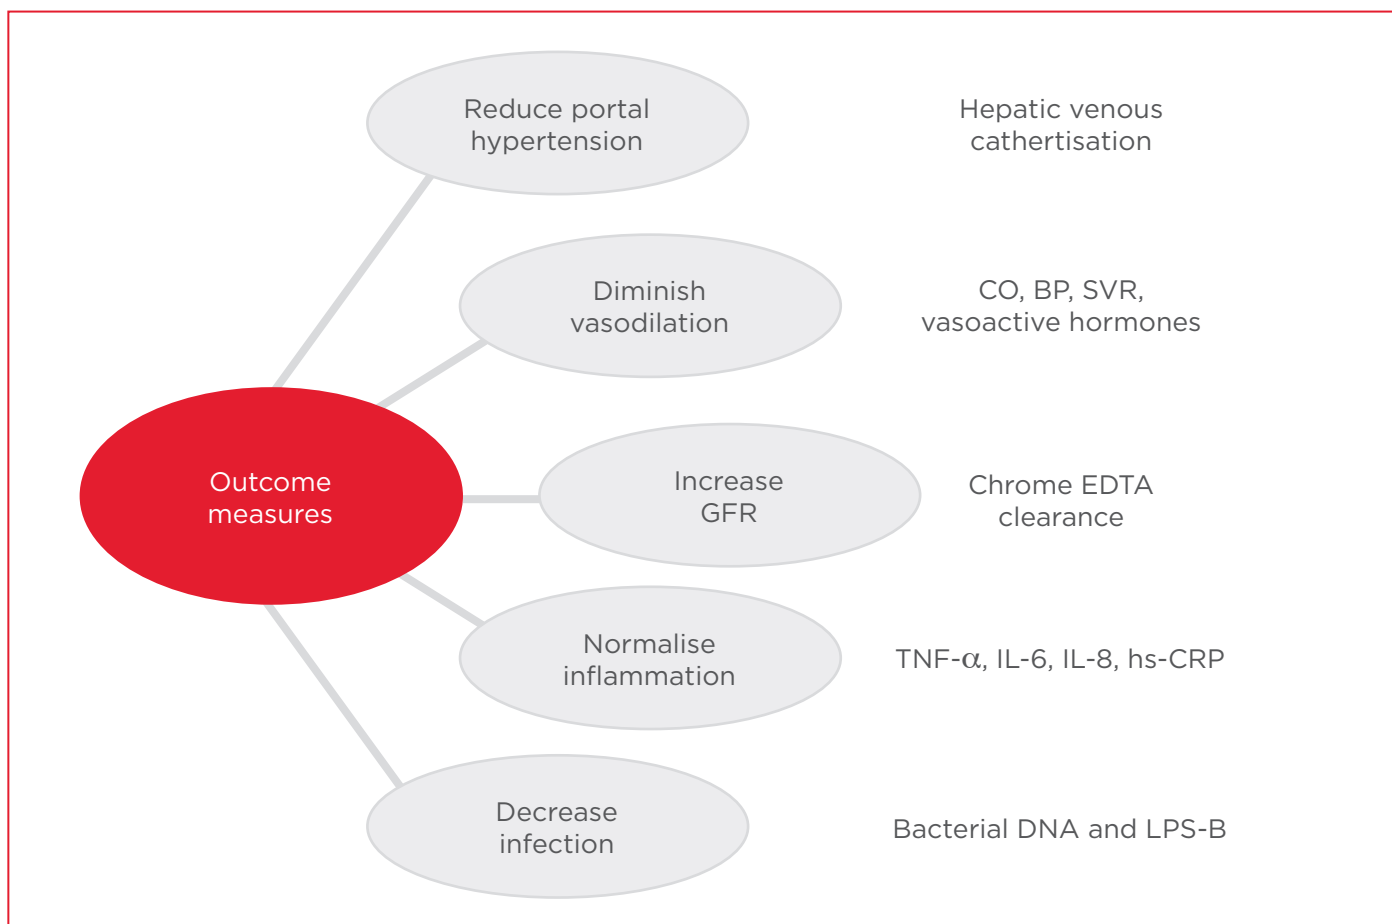 Reduce portal
hypertension
Hepatic venous
cathertisation
Diminish
vasodilation
CO, BP, SVR,
vasoactive hormones
Outcome
measures
Increase
GFR
Chrome EDTA
clearance
Normalise
inflammation
TNF-α, IL-6, IL-8, hs-CRP
Decrease
infection
Bacterial DNA and LPS-B